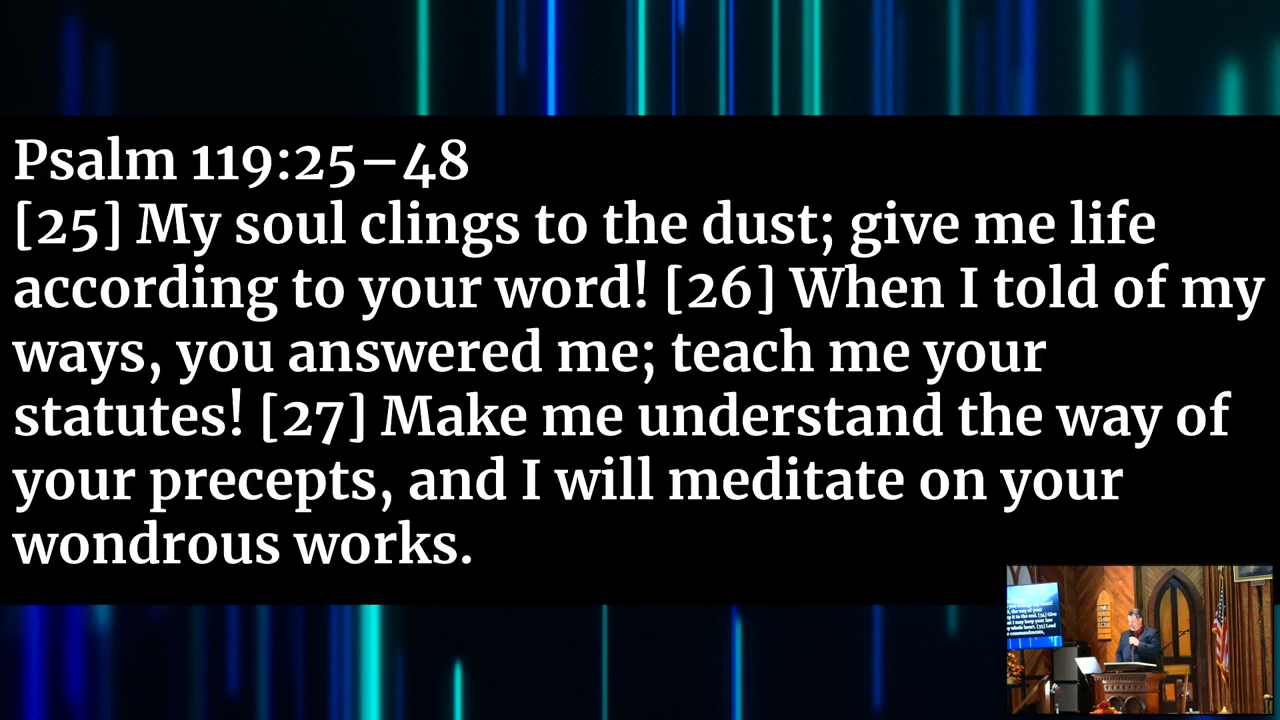 Psalm 119:25–48
[25] My soul clings to the dust; give me life
according to your word! [26] When I told of my
ways, you answered me; teach me your
statutes! [27] Make me understand the way of
your precepts, and I will meditate on your
wondrous works.